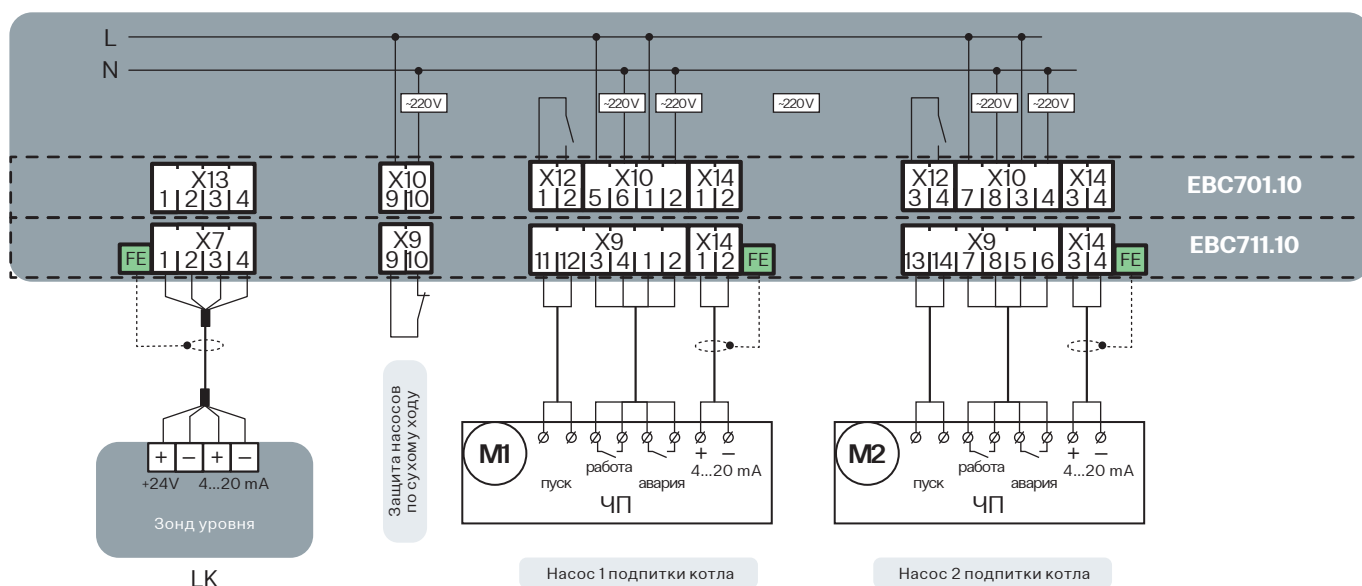 L
N
~220V ~220V ~220V ~220V ~220V ~220V
X13 X10 X12 X10 X14 X12 X10 X14
1 2 3 4 9 10 1 2 5 6 1 2 1 2 3 4 7 8 3 4 3 4
EBC701.10
X7 X9 X9 X14 X9 X14
FE 1 2 3 4 9 10 11 12 3 4 1 2 1 2 FE 13 14 7 8 5 6 3 4 FE
EBC711.10
Защита насосов
по сухому ходу
+ − + −
+24V 4...20 mA
Зонд уровня
LK
M1
работа
+ −
4...20 mA
пуск авария
ЧП
Насос 1 подпитки котла
M2
работа
+ −
4...20 mA
пуск авария
ЧП
Насос 2 подпитки котла